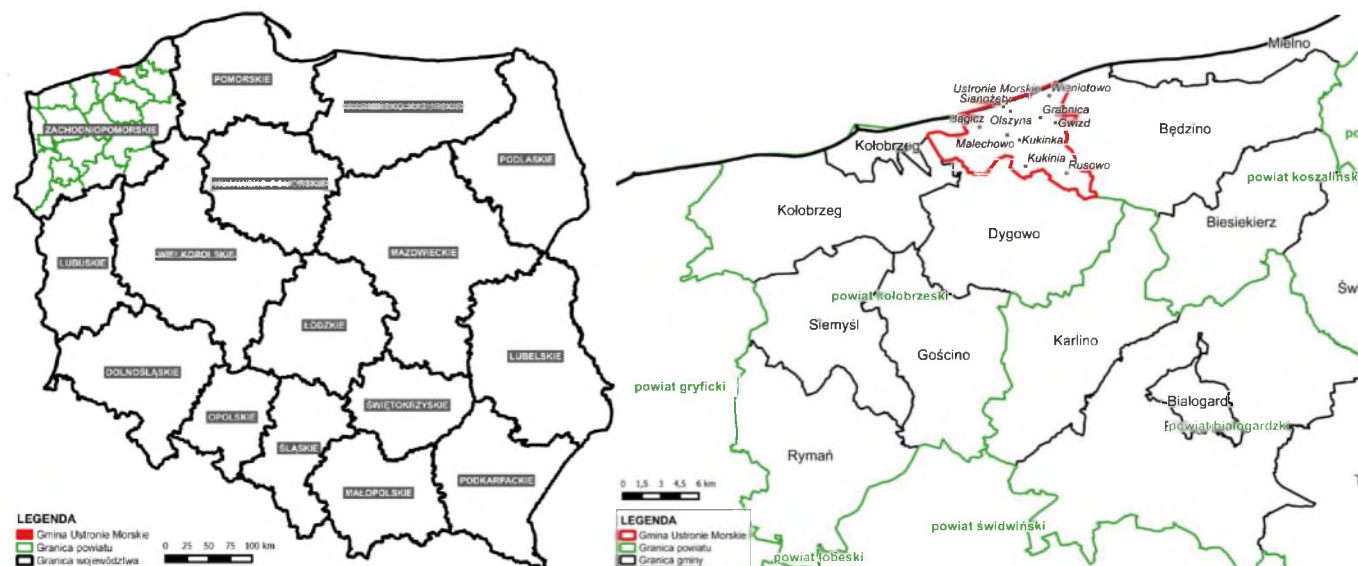 POMORSKIE
ZACHODNIOPOMORSKIE
PODLASKIE
LUBUSKIE
WIELKOPOLSKIE
MAZOWIECKIE
ŁÓDZKIE
LUBELSKIE
DOLNOŚLĄSKIE
OPOLSKIE
ŚWIĘTOKRZYSKIE
ŚLĄSKIE
MAŁOPOLSKIE
PODKARPACKIE
LEGENDA
Gmina Ustronie Morskie
Granica powiatu
Granica województwa
0 25 50 75 100 km
Mielno
Ustronie Morskie
Wieniotowo
Sianożęty
Bagicz
Olszyna
Grabnica
Gwizd
Będzino
Kołobrzeg
Malechowo
Kukinka
Kukinia
Rusowo
powiat koszaliński
Kołobrzeg
Dygowo
Biesiekierz
powiat kołobrzeski
Siemyśl
Gościno
Karlino
powiat gryficki
Białogard
powiat białogardzki
Rymań
0 1,5 3 4,5 6 km
powiat świdwiński
powiat łobeski
LEGENDA
Gmina Ustronie Morskie
Granica powiatu
Granica gminy